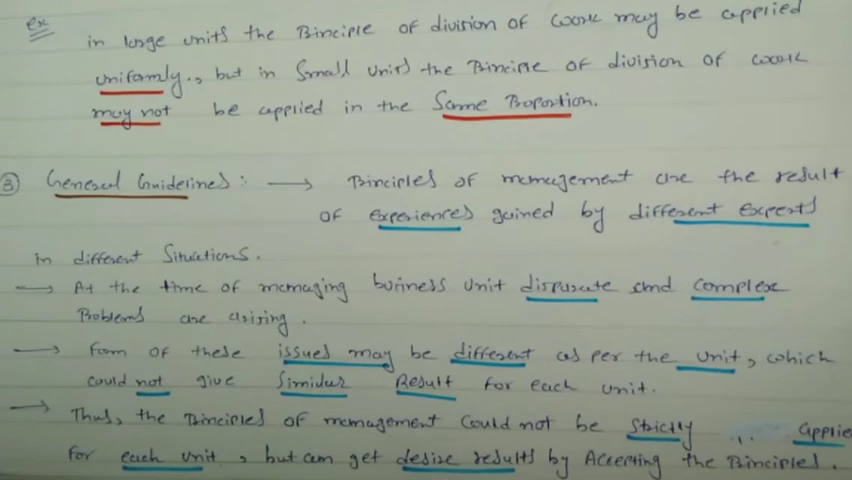 ex
in large units the Principle of division of work may be applied
uniformly., but in Small Units the Principle of division of work
may not be applied in the Same Proportion.
③ General Guidelines: → Principles of management are the result
of experiences gained by different experts
in different Situations.
→ At the time of managing business unit disparate and Complex
Problems are arising.
→ form of these issues may be different as per the unit, which
could not give Similar Result for each unit.
→ Thus, the Principles of management Could not be Strictly applied
for each unit, but can get desire results by Accepting the Principles.